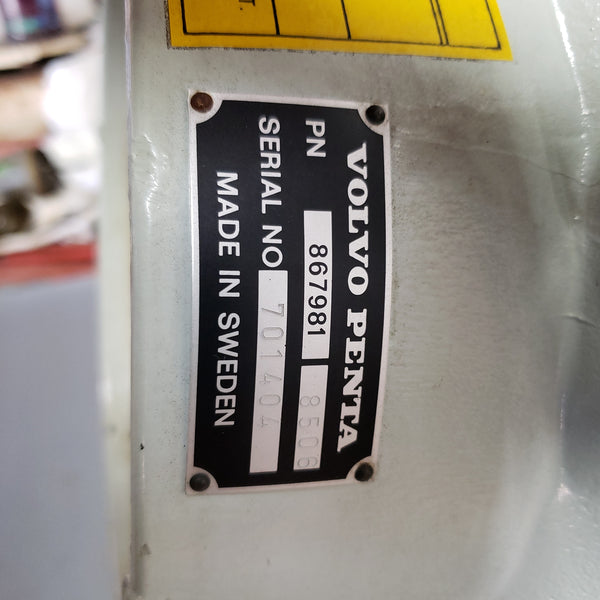 T.
VOLVO PENTA
PN 867981 8506
SERIAL NO 701404
MADE IN SWEDEN